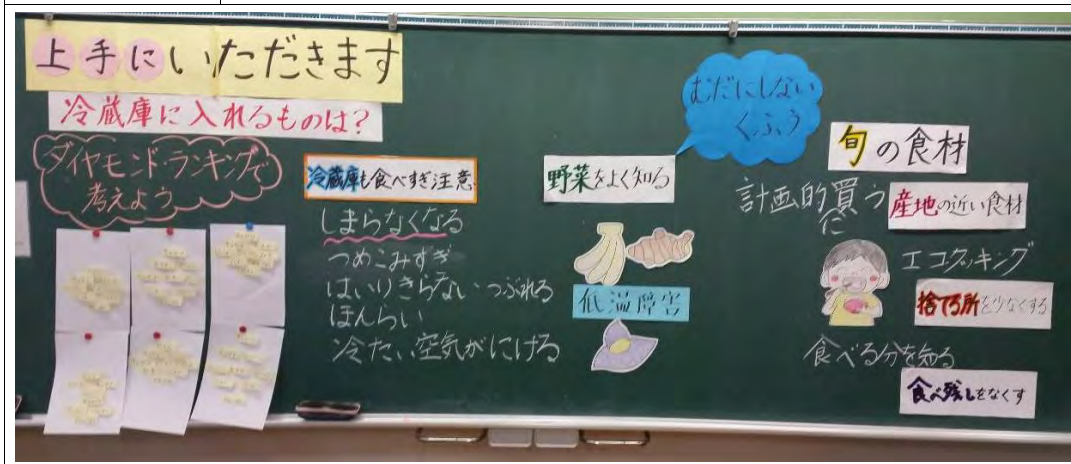 上手にいただきます
冷蔵庫に入れるものは?
ダイヤモンド・ランキングで
考えよう
冷蔵庫も食べすぎ注意
しまらなくなる
つめこみすぎ
はいりきらない つぶれる
ほんらい
冷たい空気がにげる
野菜をよく知る
低温障害
むだにしない
くふう
旬の食材
計画的に買う
産地の近い食材
エコクッキング
捨てる所を少なくする
食べる分を知る
食べ残しをなくす